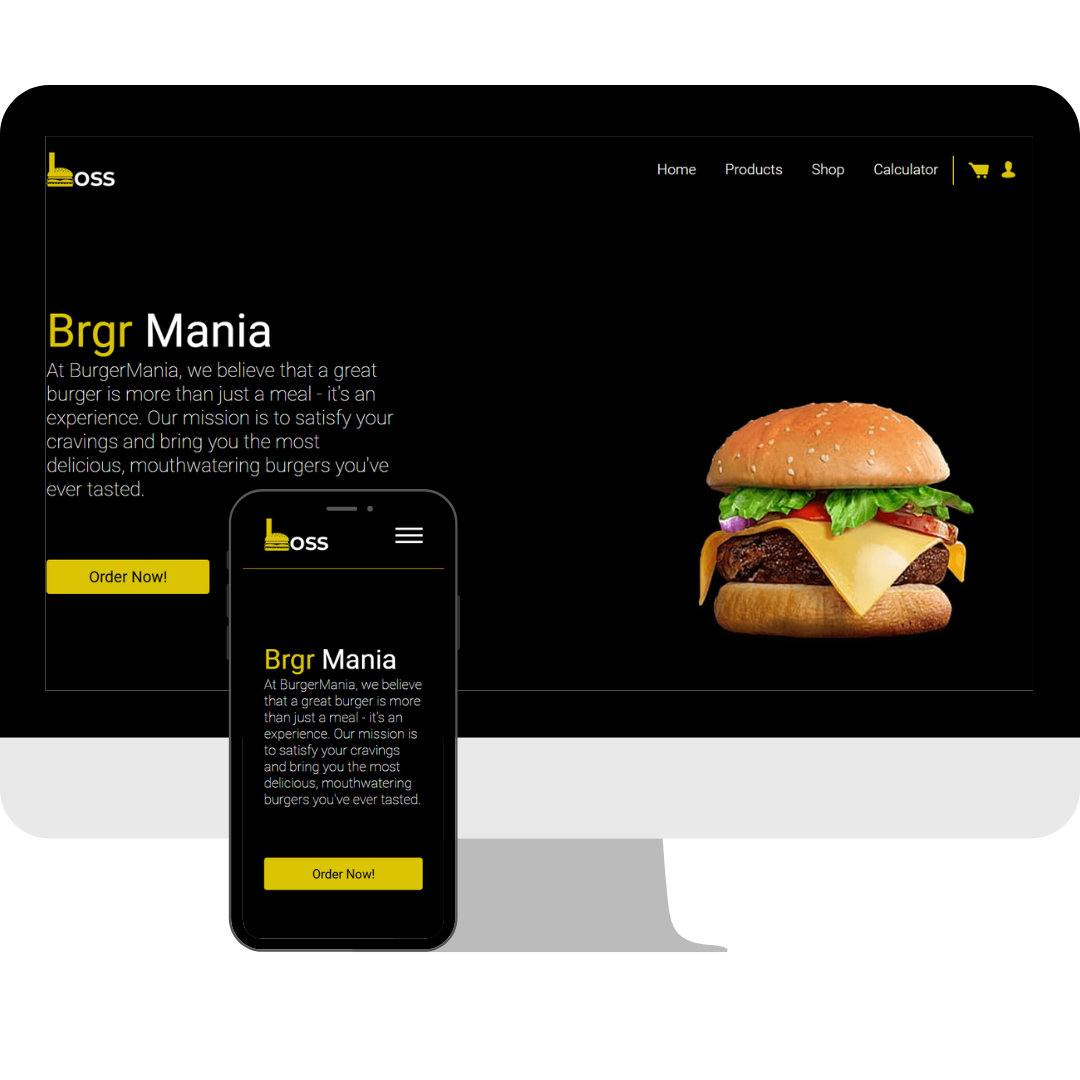 boss
Home Products Shop Calculator
Brgr Mania
At BurgerMania, we believe that a great
burger is more than just a meal - it's an
experience. Our mission is to satisfy your
cravings and bring you the most
delicious, mouthwatering burgers you've
ever tasted.
Order Now!
boss
Brgr Mania
At BurgerMania, we believe
that a great burger is more
than just a meal - it's an
experience. Our mission is
to satisfy your cravings
and bring you the most
delicious, mouthwatering
burgers you've ever tasted.
Order Now!